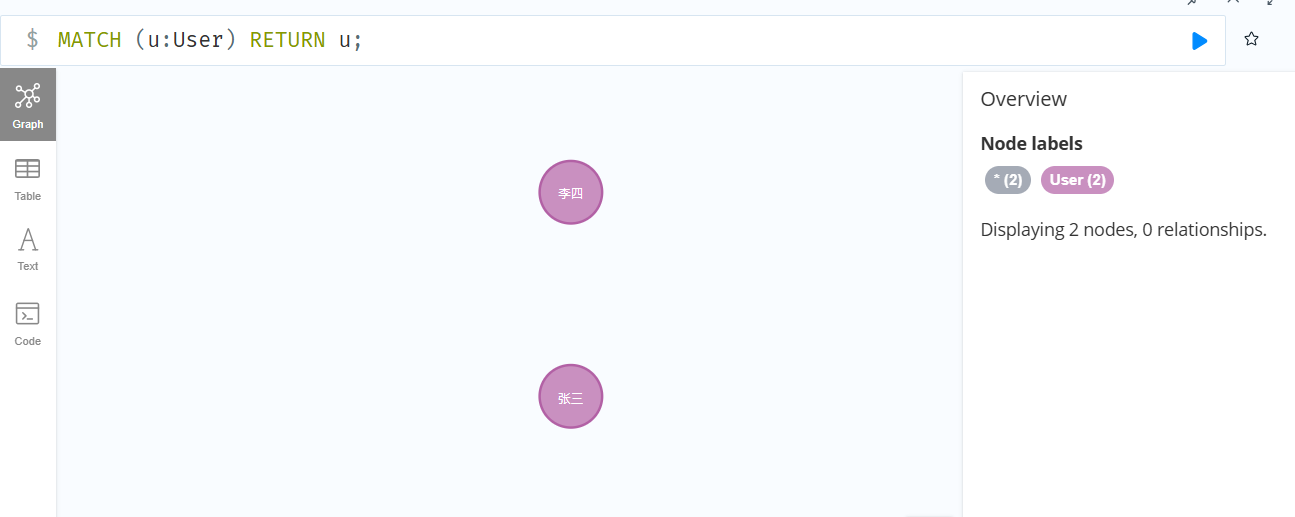 $ MATCH (u:User) RETURN u;
Graph
Table
Text
Code
李四
张三
Overview
Node labels
* (2) User (2)
Displaying 2 nodes, 0 relationships.